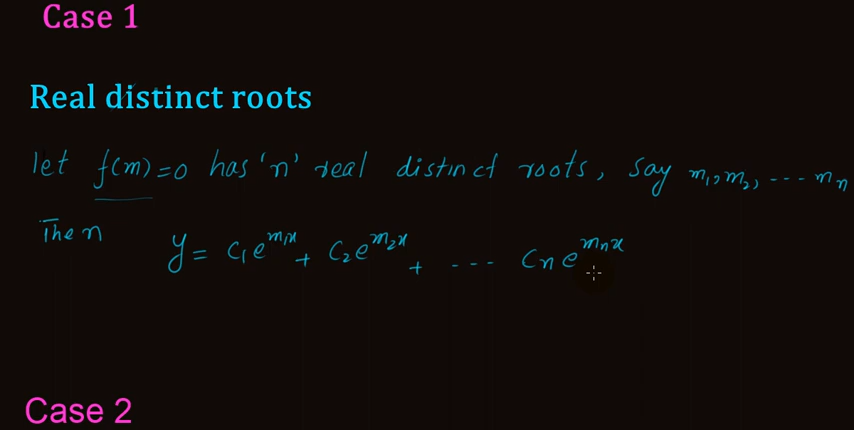 Case 1
Real distinct roots
let f(m)=0 has 'n' real distinct roots, say m₁, m₂, --- mₙ
Then
y = c₁e^{m₁x} + c₂e^{m₂x} + --- cₙe^{mₙx}
Case 2